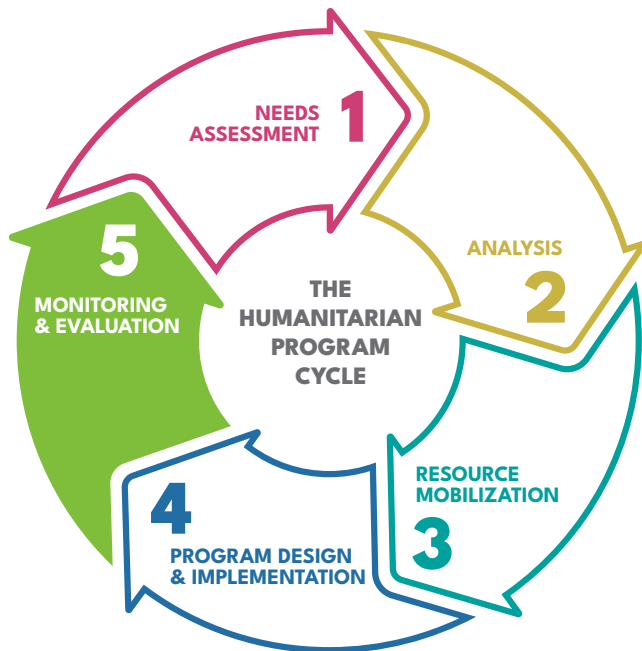 NEEDS
ASSESSMENT
1
ANALYSIS
2
RESOURCE
MOBILIZATION
3
4
PROGRAM DESIGN
& IMPLEMENTATION
5
MONITORING
& EVALUATION
THE
HUMANITARIAN
PROGRAM
CYCLE